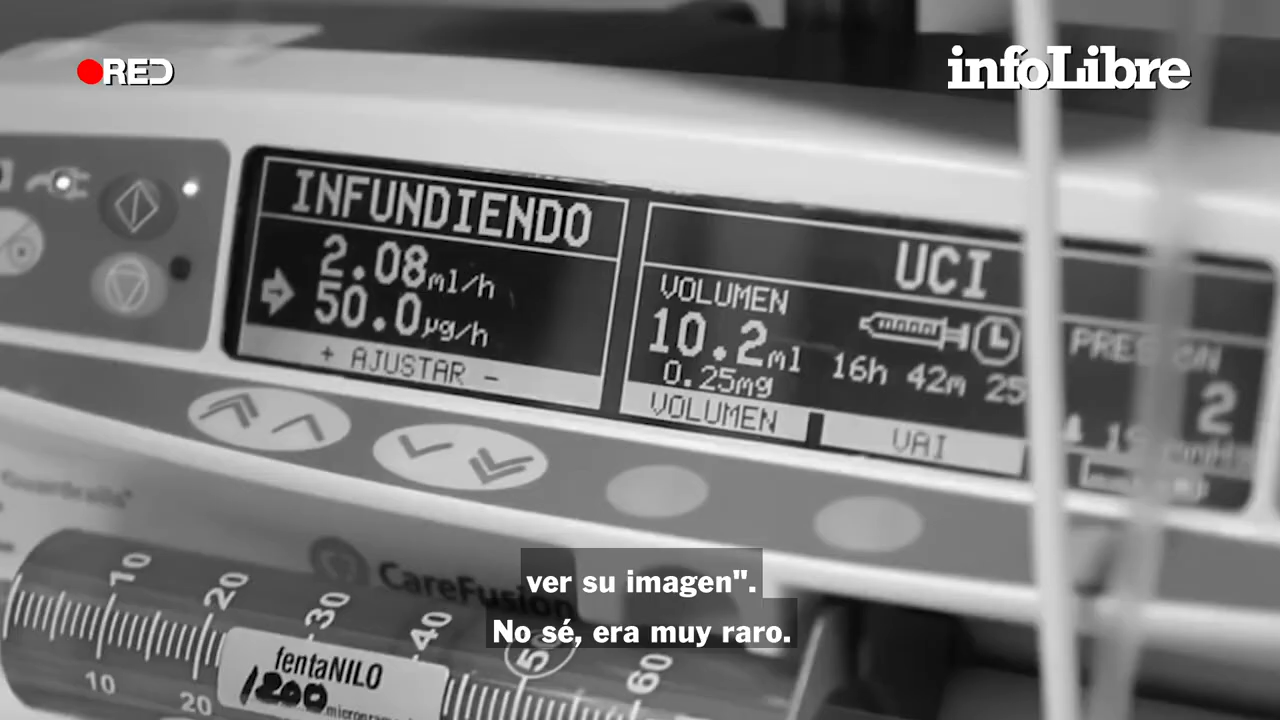 RED
infoLibre
INFUNDIENDO
2.08ml/h
50.0µg/h
+ AJUSTAR -
UCI
VOLUMEN
10.2ml
0.25mg
16h 42m 25
2
VOLUMEN
VAI
Guardrails
CareFusion
10
20
30
40
50
60
fentaNILO
1200
10
20
ver su imagen".
No sé, era muy raro.